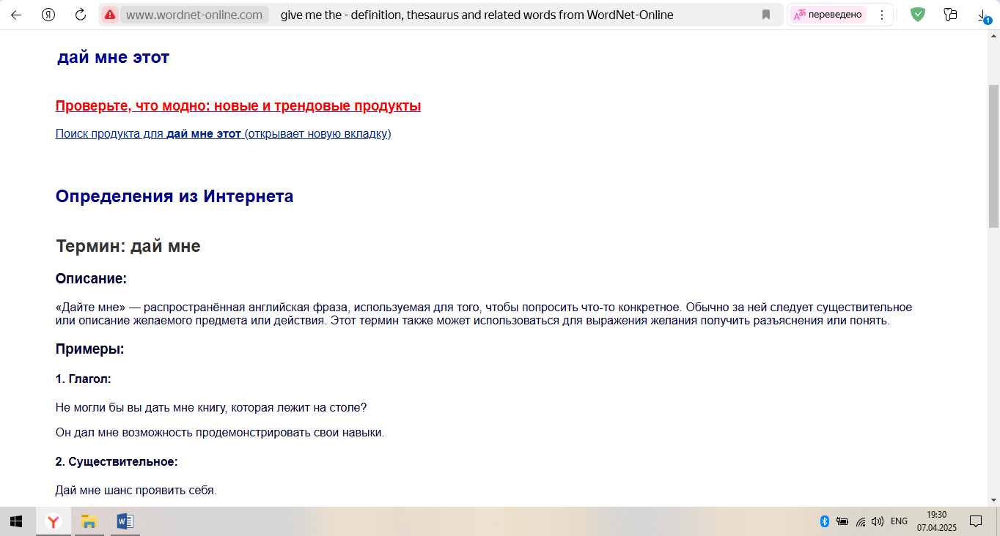 www.wordnet-online.com give me the - definition, thesaurus and related words from WordNet-Online переведено
1
дай мне этот
Проверьте, что модно: новые и трендовые продукты
Поиск продукта для дай мне этот (открывает новую вкладку)
Определения из Интернета
Термин: дай мне
Описание:
«Дайте мне» — распространённая английская фраза, используемая для того, чтобы попросить что-то конкретное. Обычно за ней следует существительное
или описание желаемого предмета или действия. Этот термин также может использоваться для выражения желания получить разъяснения или понять.
Примеры:
1. Глагол:
Не могли бы вы дать мне книгу, которая лежит на столе?
Он дал мне возможность продемонстрировать свои навыки.
2. Существительное:
Дай мне шанс проявить себя.
ENG
19:30
07.04.2025